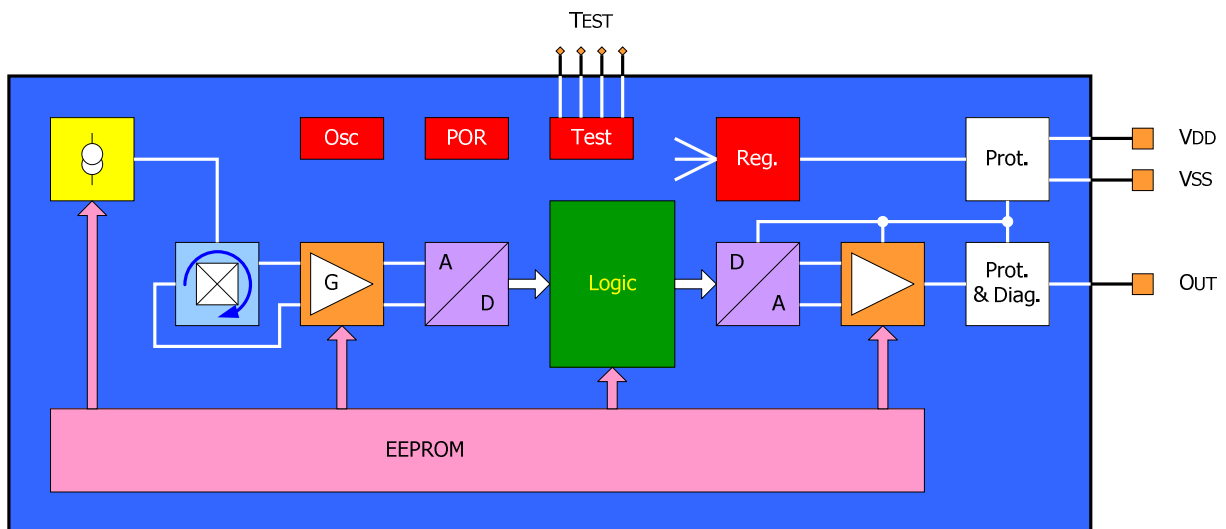 TEST
Osc
POR
Test
Reg.
Prot.
VDD
VSS
G
A
D
Logic
D
A
Prot.
& Diag.
OUT
EEPROM